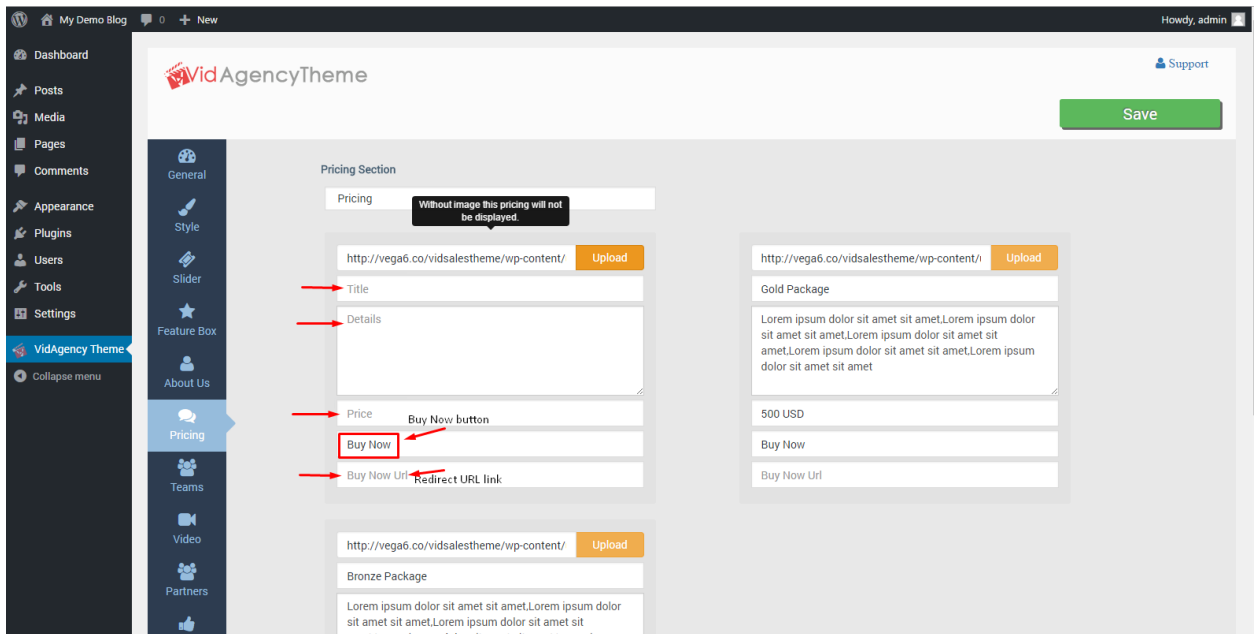 My Demo Blog
0
New
Howdy, admin
Dashboard
Posts
Media
Pages
Comments
Appearance
Plugins
Users
Tools
Settings
VidAgency Theme
Collapse menu
VidAgencyTheme
Support
Save
General
Style
Slider
Feature Box
About Us
Pricing
Teams
Video
Partners
Pricing Section
Pricing
Without image this pricing will not
be displayed.
http://vega6.co/vidsalestheme/wp-content/
Upload
Title
Details
Price
Buy Now button
Buy Now
Buy Now Url
Redirect URL link
http://vega6.co/vidsalestheme/wp-content/
Upload
Gold Package
Lorem ipsum dolor sit amet sit amet,Lorem ipsum dolor
sit amet sit amet,Lorem ipsum dolor sit amet sit
amet,Lorem ipsum dolor sit amet sit amet,Lorem ipsum
dolor sit amet sit amet
500 USD
Buy Now
Buy Now Url
http://vega6.co/vidsalestheme/wp-content/
Upload
Bronze Package
Lorem ipsum dolor sit amet sit amet,Lorem ipsum dolor
sit amet sit amet,Lorem ipsum dolor sit amet sit